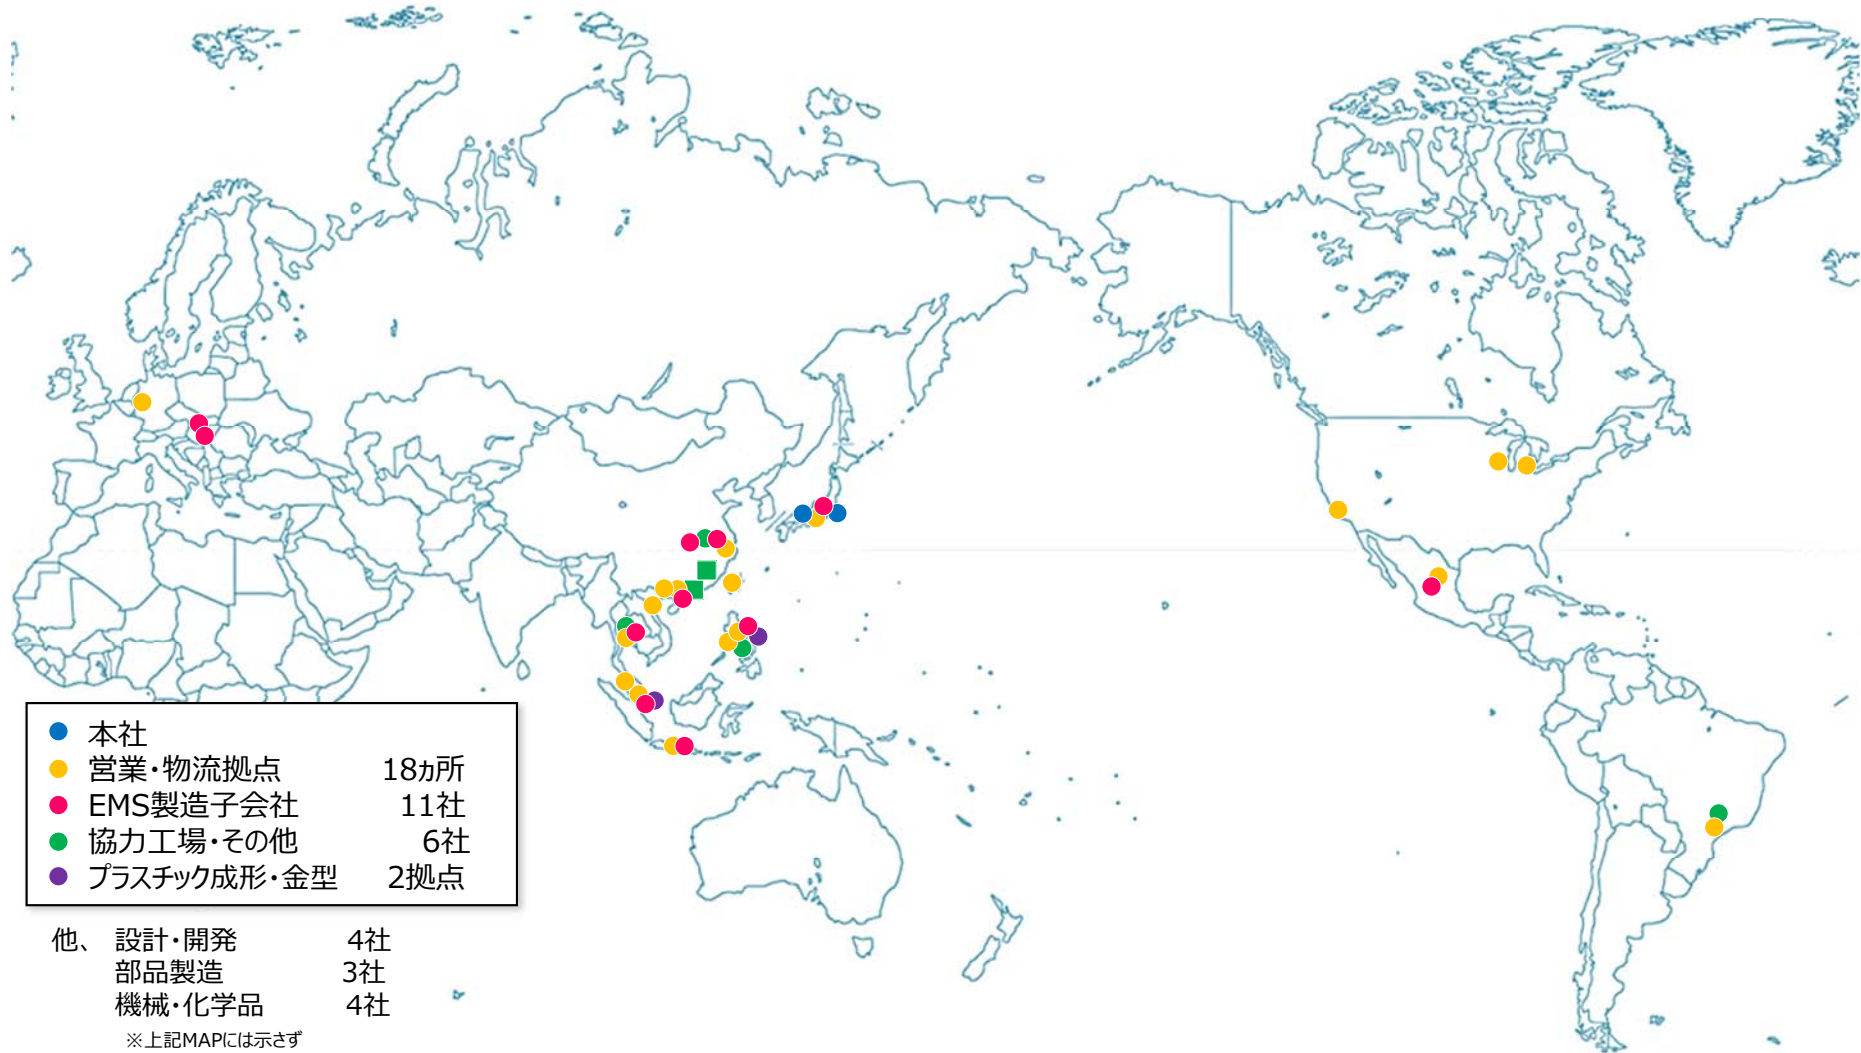 本社
営業・物流拠点 18ヵ所
EMS製造子会社 11社
協力工場・その他 6社
プラスチック成形・金型 2拠点
他、 設計・開発 4社
部品製造 3社
機械・化学品 4社
※上記MAPには示さず